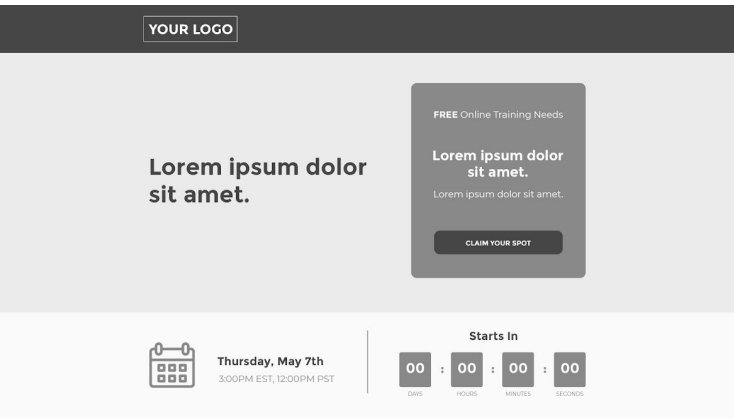 YOUR LOGO
Lorem ipsum dolor
sit amet.
FREE Online Training Needs
Lorem ipsum dolor
sit amet.
Lorem ipsum dolor sit amet.
CLAIM YOUR SPOT
Thursday, May 7th
3:00PM EST, 12:00PM PST
Starts In
00 : 00 : 00 : 00
DAYS HOURS MINUTES SECONDS